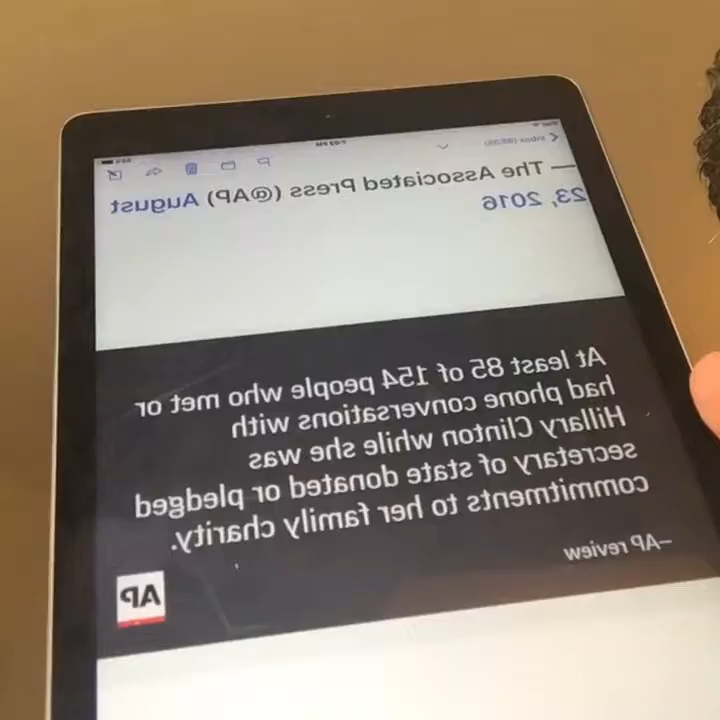 Inbox
— The Associated Press (@AP) August
23, 2016
At least 85 of 154 people who met or
had phone conversations with
Hillary Clinton while she was
secretary of state donated or pledged
commitments to her family charity.
—AP review
AP